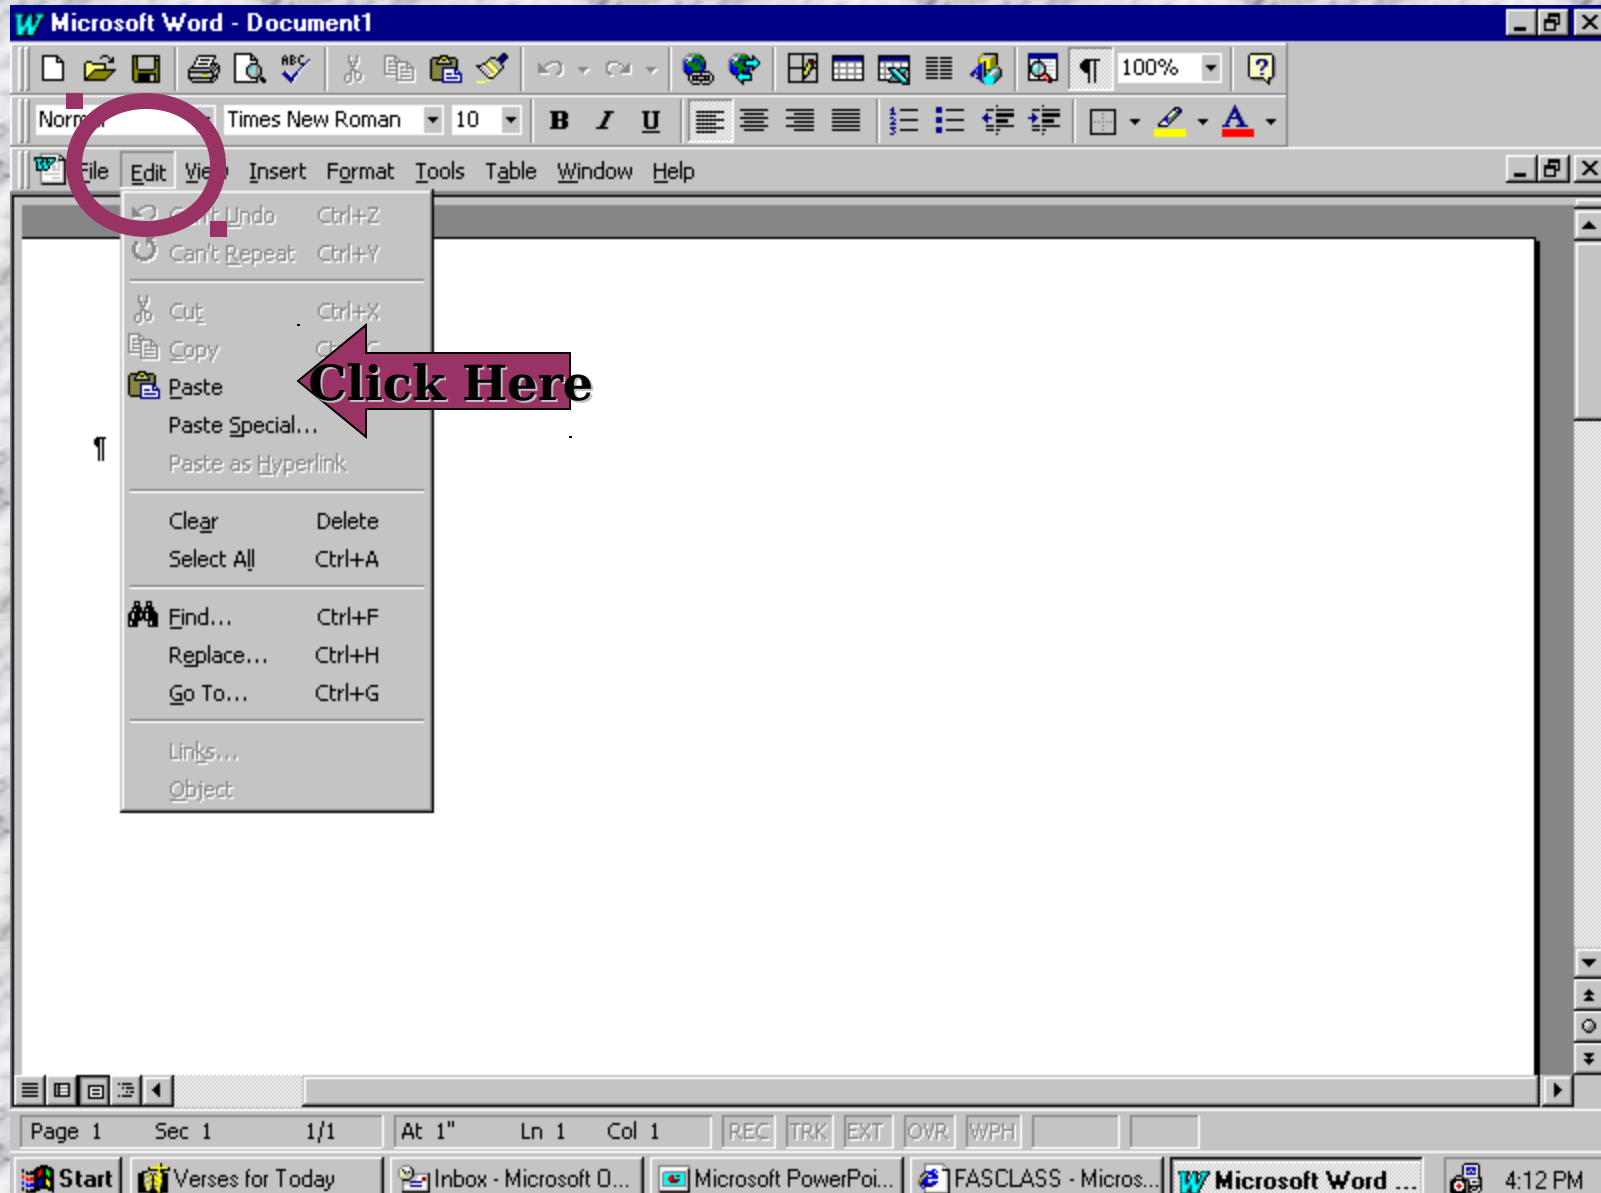 Microsoft Word - Document1
ABC
100%
Times New Roman 10 B I U A
File Edit View Insert Format Tools Table Window Help
Can't Undo Ctrl+Z
Can't Repeat Ctrl+Y
Cut Ctrl+X
Copy
Paste
Click Here
Paste Special...
¶
Paste as Hyperlink
Clear Delete
Select All Ctrl+A
Find... Ctrl+F
Replace... Ctrl+H
Go To... Ctrl+G
Links...
Object
Page 1 Sec 1 1/1 At 1" Ln 1 Col 1 REC TRK EXT OVR WPH
Start Verses for Today Inbox - Microsoft O... Microsoft PowerPoi... FASCLASS - Micros... Microsoft Word ... 4:12 PM